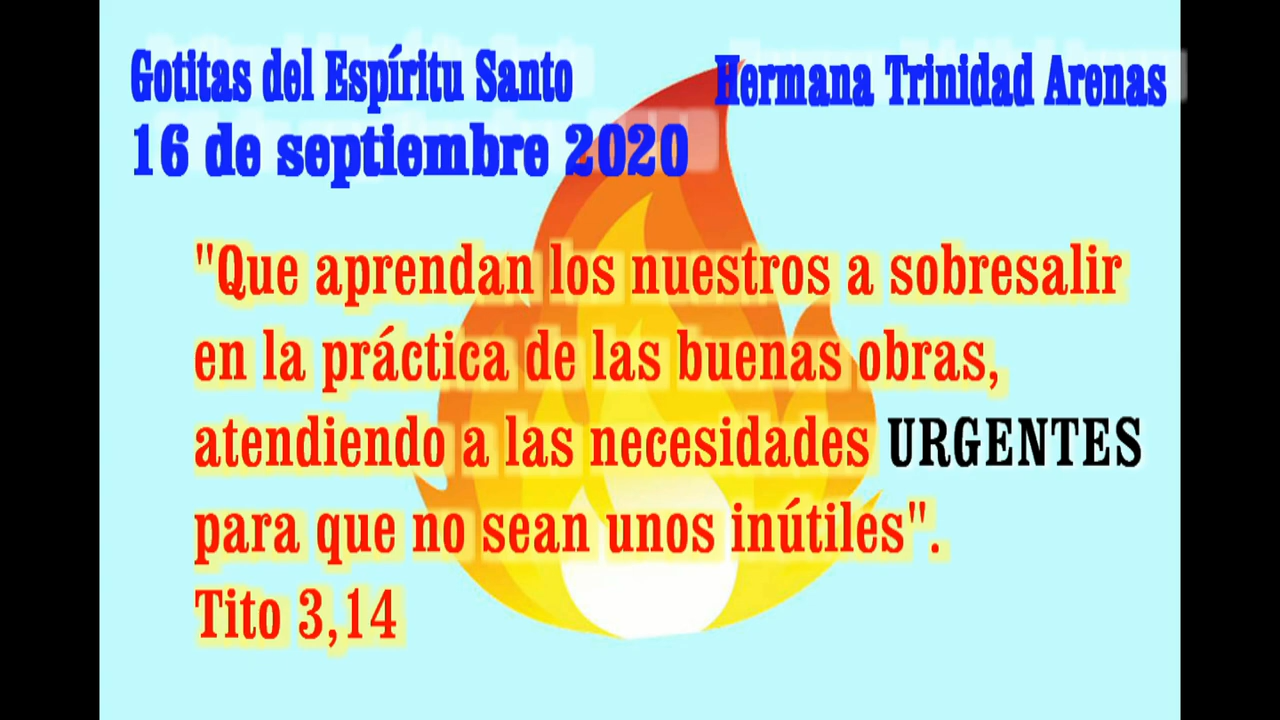 Gotitas del Espíritu Santo
Hermana Trinidad Arenas
16 de septiembre 2020
"Que aprendan los nuestros a sobresalir
en la práctica de las buenas obras,
atendiendo a las necesidades URGENTES
para que no sean unos inútiles".
Tito 3,14